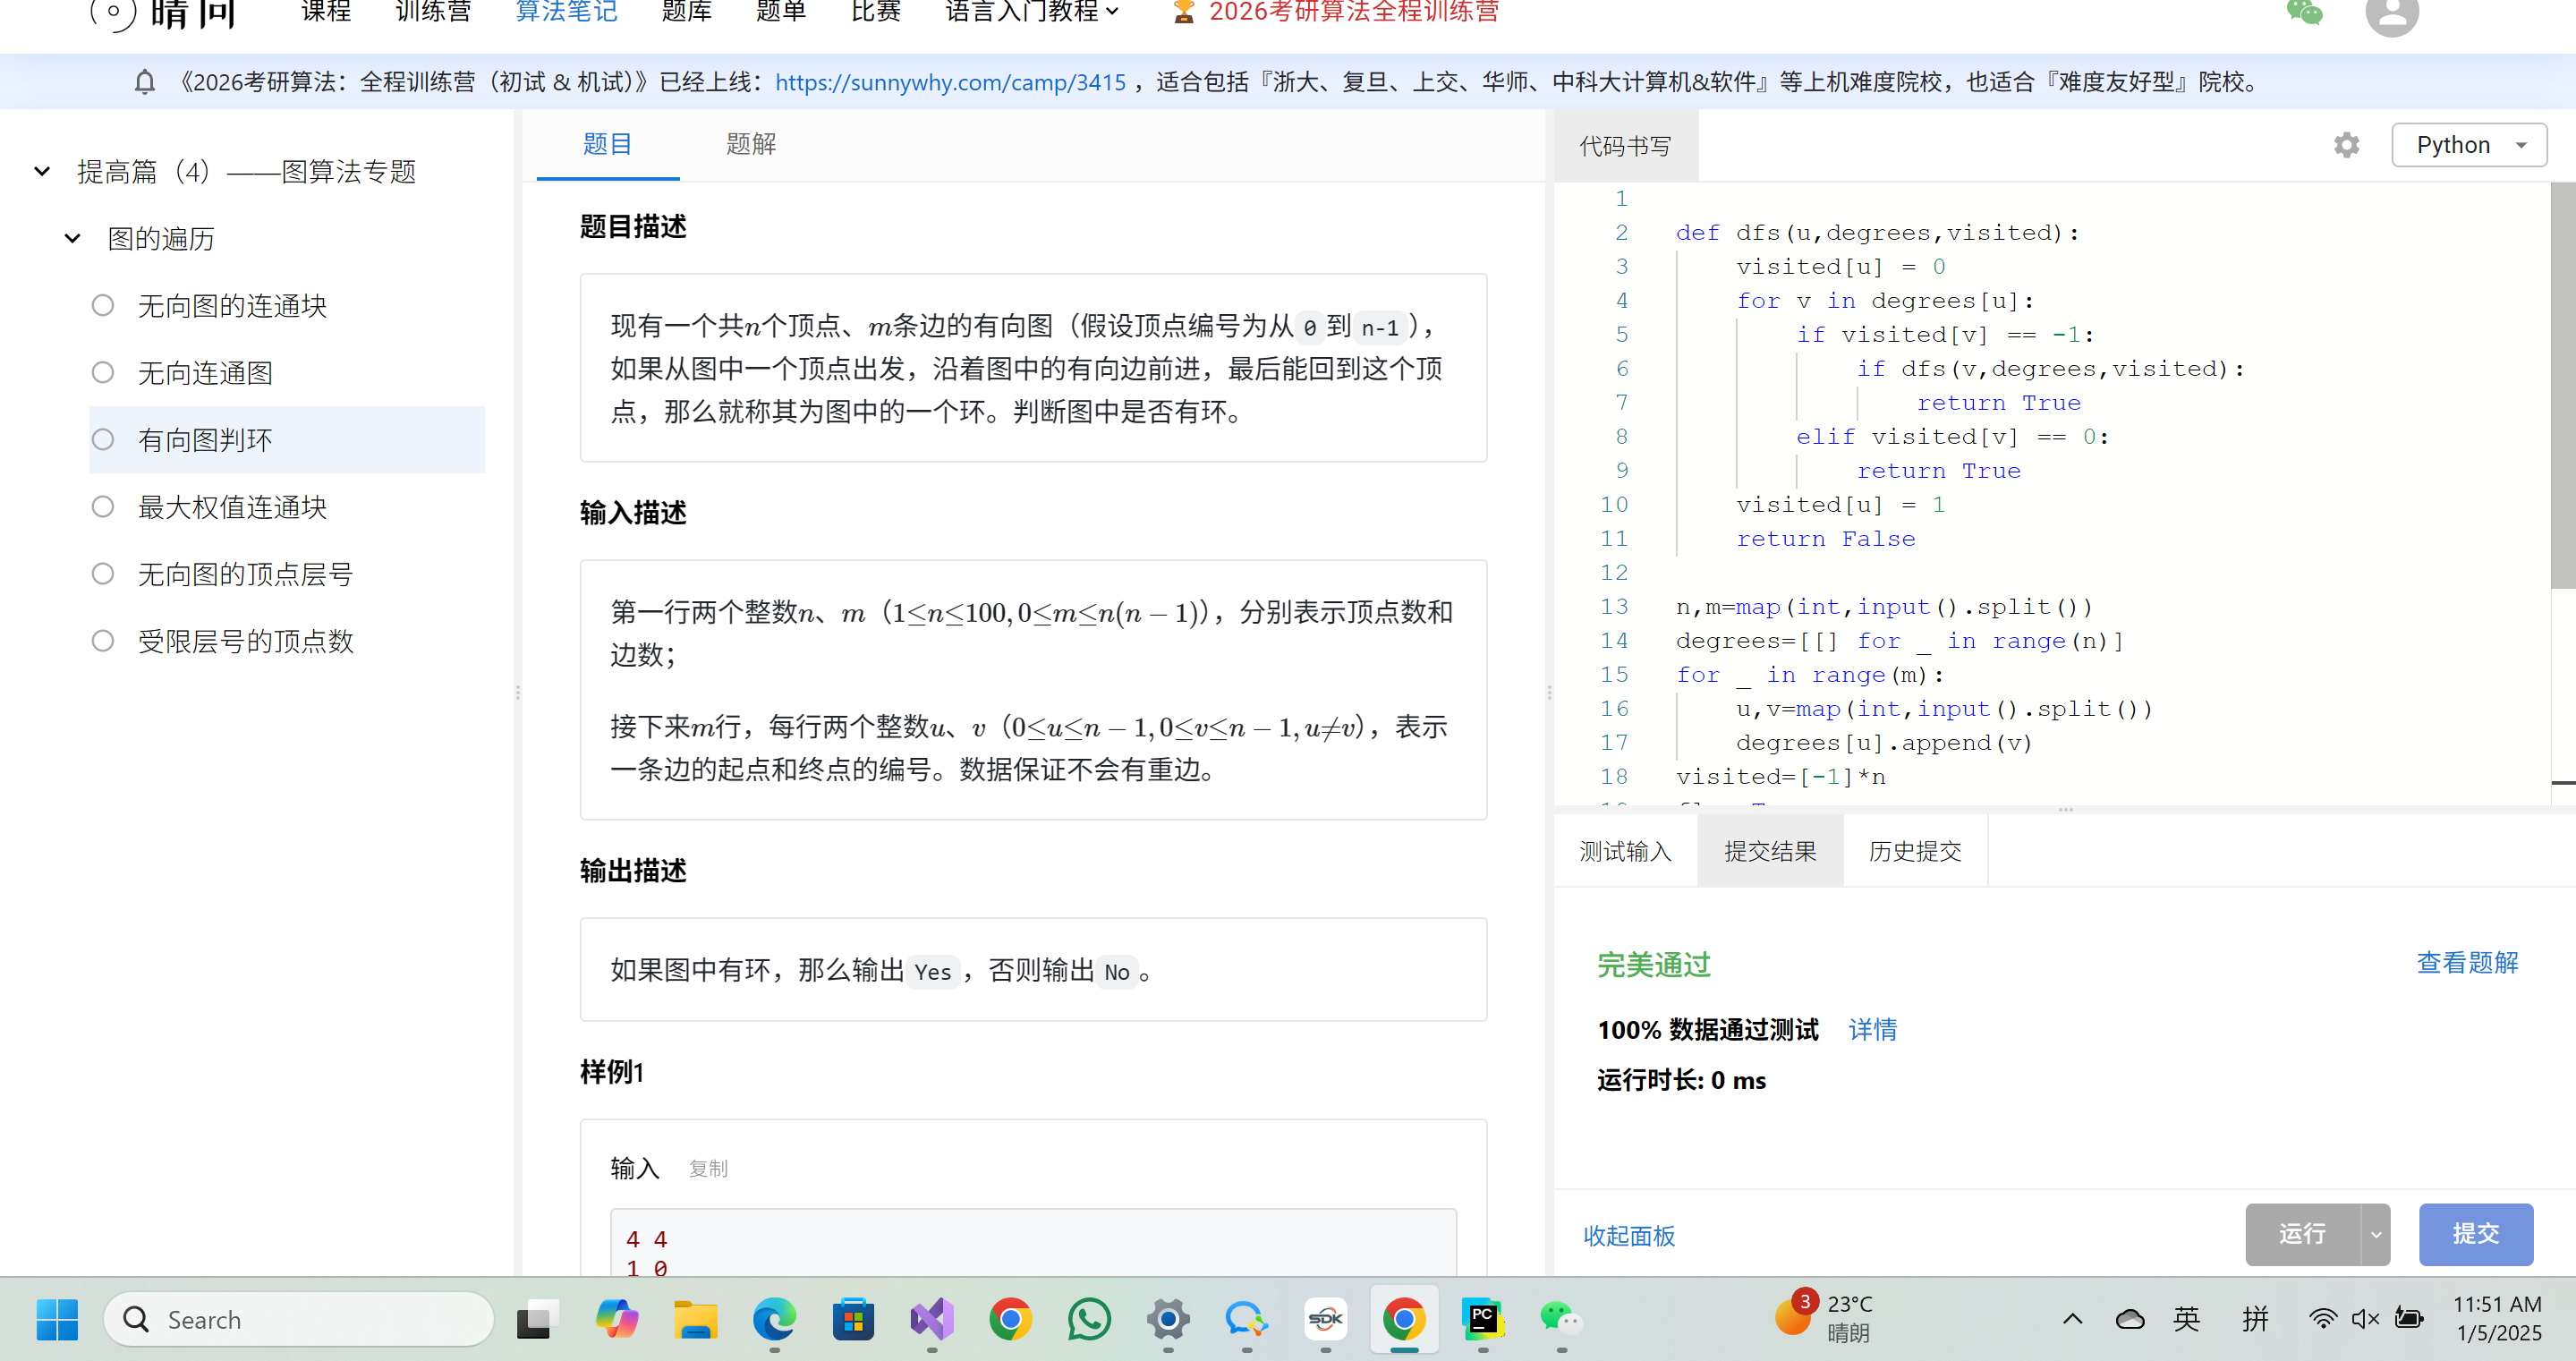 晴问
课程 训练营 算法笔记 题库 题单 比赛 语言入门教程 2026考研算法全程训练营
《2026考研算法：全程训练营（初试 & 机试）》已经上线：https://sunnywhy.com/camp/3415 ，适合包括『浙大、复旦、上交、华师、中科大计算机&软件』等上机难度院校，也适合『难度友好型』院校。
提高篇（4）——图算法专题
图的遍历
无向图的连通块
无向连通图
有向图判环
最大权值连通块
无向图的顶点层号
受限层号的顶点数
题目 题解
题目描述
现有一个共n个顶点、m条边的有向图（假设顶点编号为从0到n-1），
如果从图中一个顶点出发，沿着图中的有向边前进，最后能回到这个顶
点，那么就称其为图中的一个环。判断图中是否有环。
输入描述
第一行两个整数n、m（1≤n≤100, 0≤m≤n(n − 1)），分别表示顶点数和
边数；
接下来m行，每行两个整数u、v（0≤u≤n − 1, 0≤v≤n − 1, u≠v），表示
一条边的起点和终点的编号。数据保证不会有重边。
输出描述
如果图中有环，那么输出Yes，否则输出No。
样例1
输入 复制
4 4
1 0
代码书写 Python
1
2 def dfs(u,degrees,visited):
3     visited[u] = 0
4     for v in degrees[u]:
5         if visited[v] == -1:
6             if dfs(v,degrees,visited):
7                 return True
8         elif visited[v] == 0:
9             return True
10     visited[u] = 1
11     return False
12
13 n,m=map(int,input().split())
14 degrees=[[] for _ in range(n)]
15 for _ in range(m):
16     u,v=map(int,input().split())
17     degrees[u].append(v)
18 visited=[-1]*n
测试输入 提交结果 历史提交
完美通过 查看题解
100% 数据通过测试 详情
运行时长: 0 ms
收起面板 运行 提交
Search
SDK
PC
3
23°C
晴朗
英 拼
11:51 AM
1/5/2025